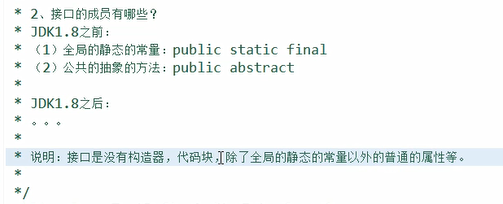 * 2、接口的成员有哪些？
* JDK1.8之前：
* （1）全局的静态的常量：public static final
* （2）公共的抽象的方法：public abstract
*
* JDK1.8之后：
* 。。。
*
* 说明：接口是没有构造器，代码块，除了全局的静态的常量以外的普通的属性等。
*
*/